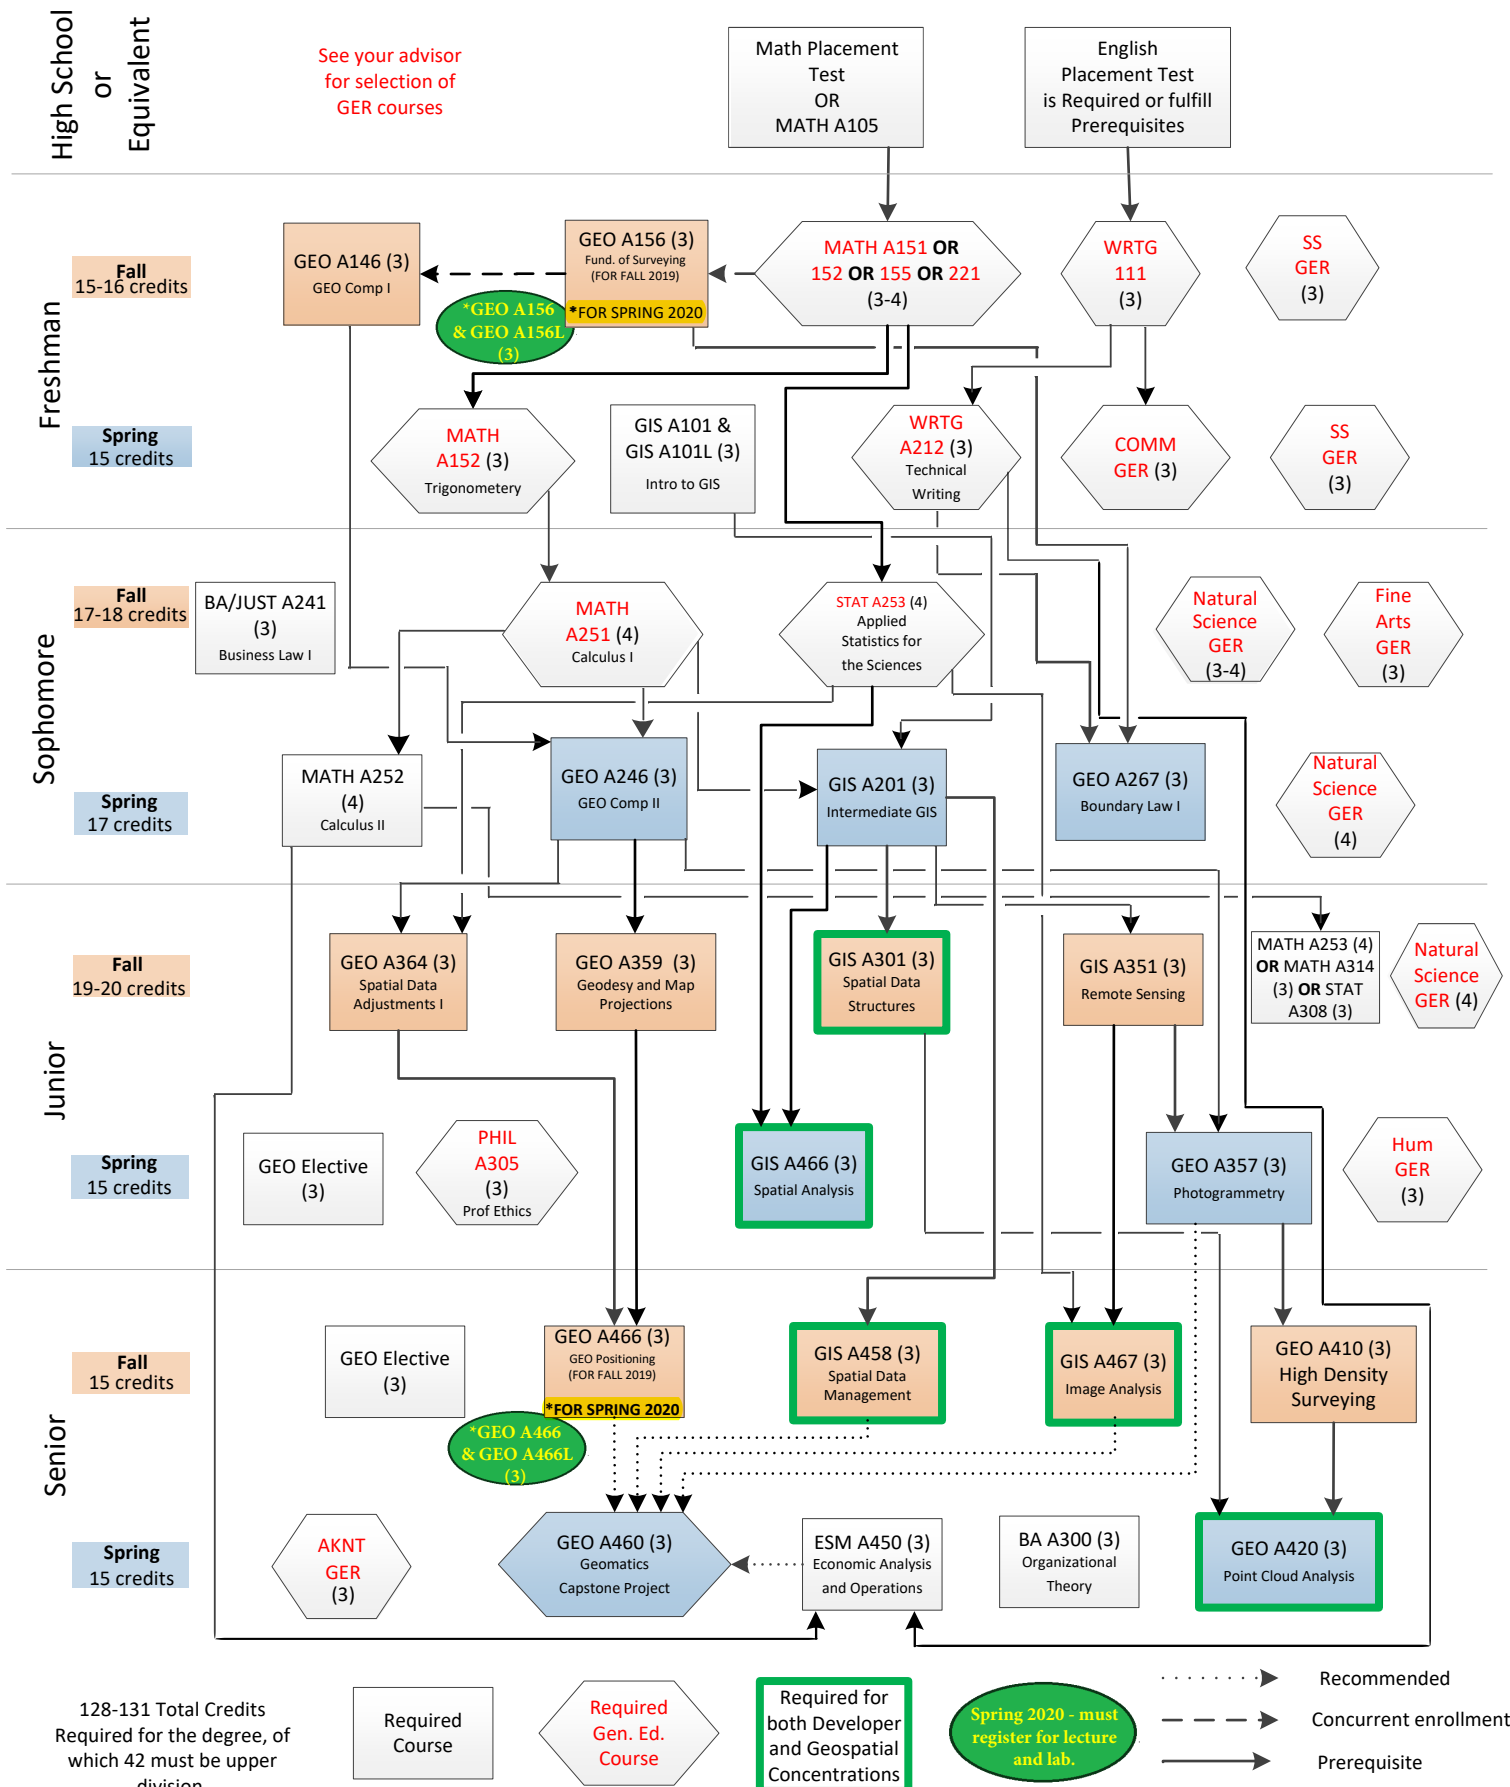 High School
or
Equivalent
See your advisor
for selection of
GER courses
Math Placement
Test
OR
MATH A105
English
Placement Test
is Required or fulfill
Prerequisites
Freshman
Fall
15-16 credits
GEO A146 (3)
GEO Comp I
GEO A156 (3)
Fund. of Surveying
(FOR FALL 2019)
*FOR SPRING 2020
*GEO A156
& GEO A156L
(3)
MATH A151 OR
152 OR 155 OR 221
(3-4)
WRTG
111
(3)
SS
GER
(3)
Spring
15 credits
MATH
A152 (3)
Trigonometery
GIS A101 &
GIS A101L (3)
Intro to GIS
WRTG
A212 (3)
Technical
Writing
COMM
GER (3)
SS
GER
(3)
Sophomore
Fall
17-18 credits
BA/JUST A241
(3)
Business Law I
MATH
A251 (4)
Calculus I
STAT A253 (4)
Applied
Statistics for
the Sciences
Natural
Science
GER
(3-4)
Fine
Arts
GER
(3)
Spring
17 credits
MATH A252
(4)
Calculus II
GEO A246 (3)
GEO Comp II
GIS A201 (3)
Intermediate GIS
GEO A267 (3)
Boundary Law I
Natural
Science
GER
(4)
Junior
Fall
19-20 credits
GEO A364 (3)
Spatial Data
Adjustments I
GEO A359 (3)
Geodesy and Map
Projections
GIS A301 (3)
Spatial Data
Structures
GIS A351 (3)
Remote Sensing
MATH A253 (4)
OR MATH A314
(3) OR STAT
A308 (3)
Natural
Science
GER (4)
Spring
15 credits
GEO Elective
(3)
PHIL
A305
(3)
Prof Ethics
GIS A466 (3)
Spatial Analysis
GEO A357 (3)
Photogrammetry
Hum
GER
(3)
Senior
Fall
15 credits
GEO Elective
(3)
GEO A466 (3)
GEO Positioning
(FOR FALL 2019)
*FOR SPRING 2020
*GEO A466
& GEO A466L
(3)
GIS A458 (3)
Spatial Data
Management
GIS A467 (3)
Image Analysis
GEO A410 (3)
High Density
Surveying
Spring
15 credits
AKNT
GER
(3)
GEO A460 (3)
Geomatics
Capstone Project
ESM A450 (3)
Economic Analysis
and Operations
BA A300 (3)
Organizational
Theory
GEO A420 (3)
Point Cloud Analysis
128-131 Total Credits
Required for the degree, of
which 42 must be upper
division
Required
Course
Required
Gen. Ed.
Course
Required for
both Developer
and Geospatial
Concentrations
Spring 2020 - must
register for lecture
and lab.
Recommended
Concurrent enrollment
Prerequisite